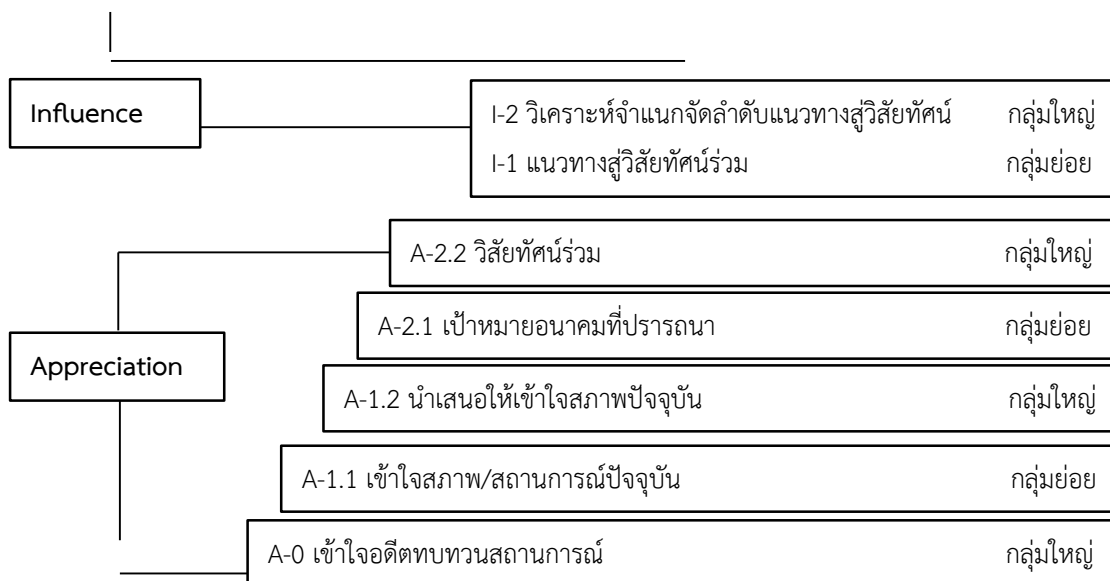 Influence
I-2 วิเคราะห์จำแนกจัดลำดับแนวทางสู่วิสัยทัศน์ กลุ่มใหญ่
I-1 แนวทางสู่วิสัยทัศน์ร่วม กลุ่มย่อย
A-2.2 วิสัยทัศน์ร่วม กลุ่มใหญ่
A-2.1 เป้าหมายอนาคมที่ปรารถนา กลุ่มย่อย
Appreciation
A-1.2 นำเสนอให้เข้าใจสภาพปัจจุบัน กลุ่มใหญ่
A-1.1 เข้าใจสภาพ/สถานการณ์ปัจจุบัน กลุ่มย่อย
A-0 เข้าใจอดีตทบทวนสถานการณ์ กลุ่มใหญ่